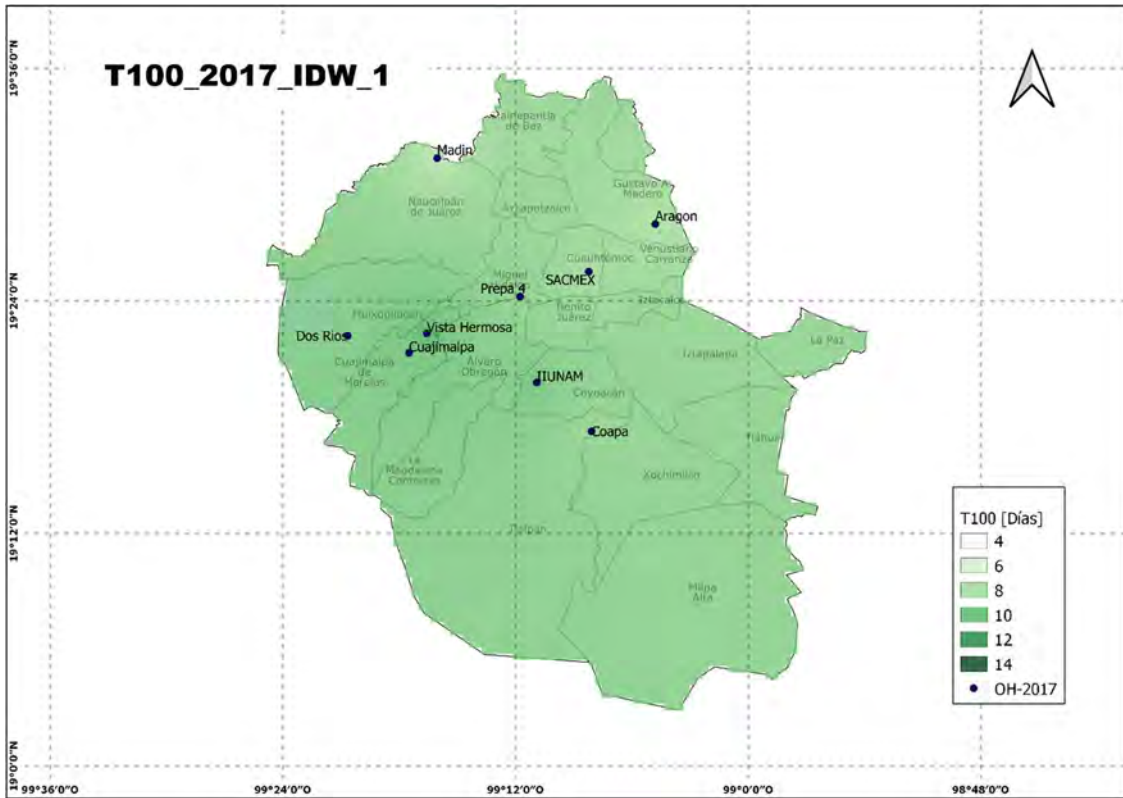 T100_2017_IDW_1
19°36'0"N
Tlalnepantla
de Baz
Madin
Gustavo A.
Madero
Naucalpan
de Juárez
Azcapotzalco
Aragon
Venustiano
Carranza
Cuauhtémoc
Miguel
SACMEX
19°24'0"N
Prepa 4
Iztacalco
Benito
Juárez
Huixquilucan
Vista Hermosa
Dos Rios
La Paz
Cuajimalpa
Iztapalapa
Cuajimalpa
de
Morelos
Alvaro
Obregón
IIUNAM
Coyoacán
Coapa
Tláhuac
La
Magdalena
Contreras
Xochimilco
T100 [Días]
4
6
8
10
12
14
OH-2017
19°12'0"N
Tlalpan
Milpa
Alta
19°0'0"N
99°36'0"W
99°24'0"W
99°12'0"W
99°0'0"W
98°48'0"W